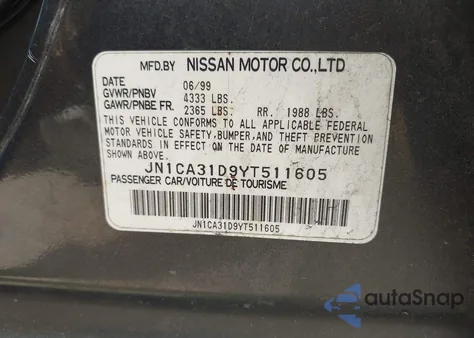 MFD.BY NISSAN MOTOR CO.,LTD
DATE 06/99
GVWR/PNBV 4333 LBS.
GAWR/PNBE FR. 2365 LBS. RR. 1988 LBS.
THIS VEHICLE CONFORMS TO ALL APPLICABLE FEDERAL
MOTOR VEHICLE SAFETY,BUMPER,AND THEFT PREVENTION
STANDARDS IN EFFECT ON THE DATE OF MANUFACTURE
SHOWN ABOVE.
JN1CA31D9YT511605
PASSENGER CAR/VOITURE DE TOURISME
JN1CA31D9YT511605
autoSnap